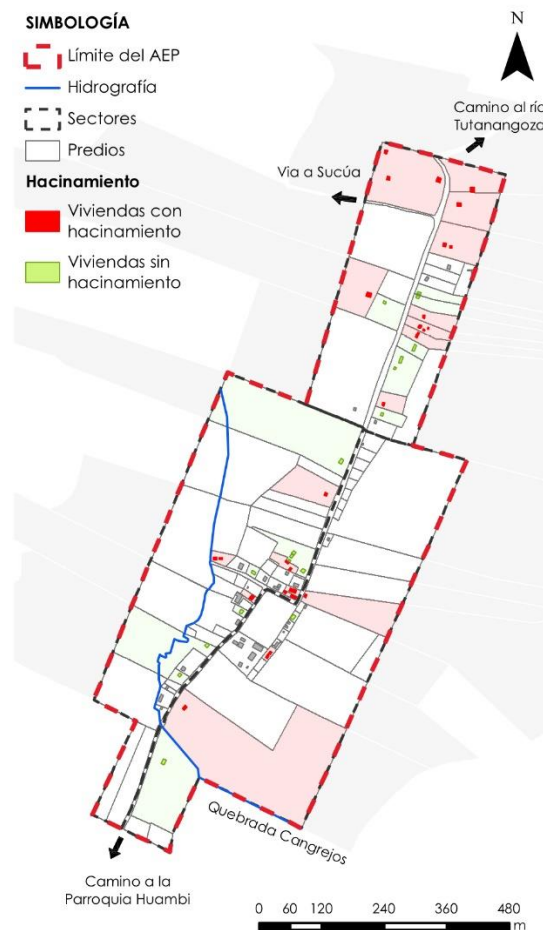 SIMBOLOGÍA
Límite del AEP
Hidrografía
Sectores
Predios
Hacinamiento
Viviendas con
hacinamiento
Viviendas sin
hacinamiento
N
Camino al río
Tutanangoza
Via a Sucúa
Quebrada Cangrejos
Camino a la
Parroquia Huambi
0 60 120 240 360 480
m